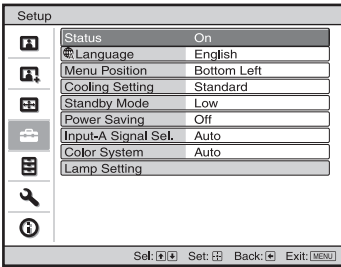 Setup
Status On
Language English
Menu Position Bottom Left
Cooling Setting Standard
Standby Mode Low
Power Saving Off
Input-A Signal Sel. Auto
Color System Auto
Lamp Setting
Sel: Set: Back: Exit: MENU